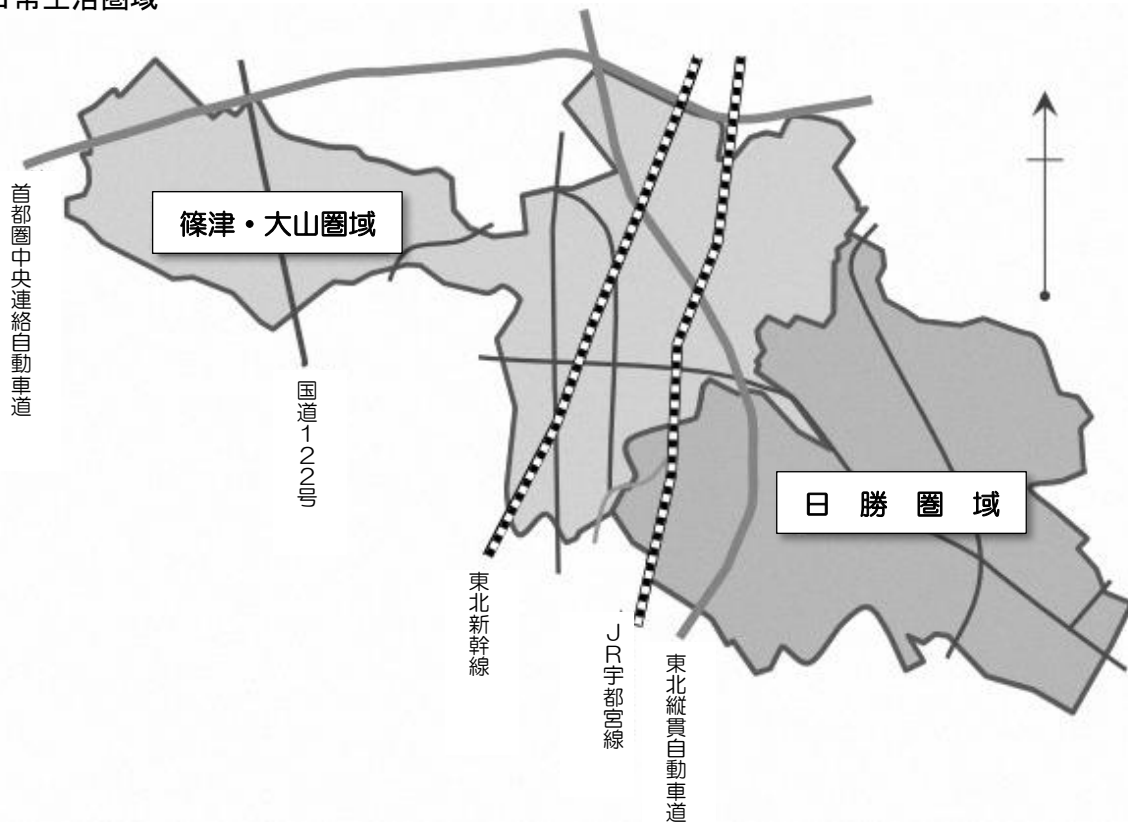 日常生活圏域
篠津・大山圏域
日勝圏域
首都圏中央連絡自動車道
国道122号
東北新幹線
JR宇都宮線
東北縦貫自動車道